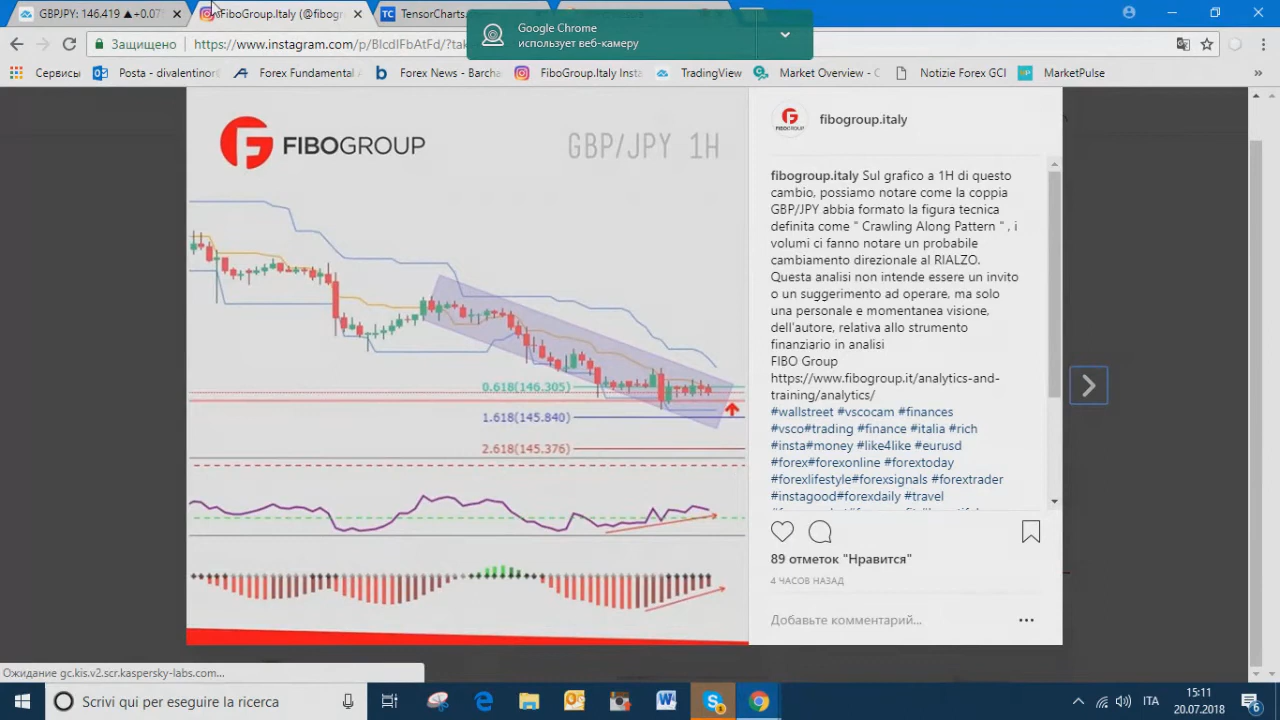 GBP/JPY: 146.419 ▲+0.07
FiboGroup.Italy (@fibogr
TensorCharts
Google Chrome
использует веб-камеру
Защищено
https://www.instagram.com/p/BlcdIFbAtFd/?tak
Сервисы
Posta - divalentino
Forex Fundamental A
Forex News - Barcha
FiboGroup.Italy Insta
TradingView
Market Overview - C
Notizie Forex GCI
MarketPulse
»
FIBOGROUP
GBP/JPY 1H
0.618(146.305)
1.618(145.840)
2.618(145.376)
FIBOGROUP
fibogroup.italy
fibogroup.italy Sul grafico a 1H di questo
cambio, possiamo notare come la coppia
GBP/JPY abbia formato la figura tecnica
definita come " Crawling Along Pattern " , i
volumi ci fanno notare un probabile
cambiamento direzionale al RIALZO.
Questa analisi non intende essere un invito
o un suggerimento ad operare, ma solo
una personale e momentanea visione,
dell'autore, relativa allo strumento
finanziario in analisi
FIBO Group
https://www.fibogroup.it/analytics-and-
training/analytics/
#wallstreet #vscocam #finances
#vsco#trading #finance #italia #rich
#insta#money #like4like #eurusd
#forex#forexonline #forextoday
#forexlifestyle#forexsignals #forextrader
#instagood#forexdaily #travel
89 отметок "Нравится"
4 ЧАСОВ НАЗАД
Добавьте комментарий...
Ожидание gc.kis.v2.scr.kaspersky-labs.com...
Scrivi qui per eseguire la ricerca
ITA
15:11
20.07.2018
6